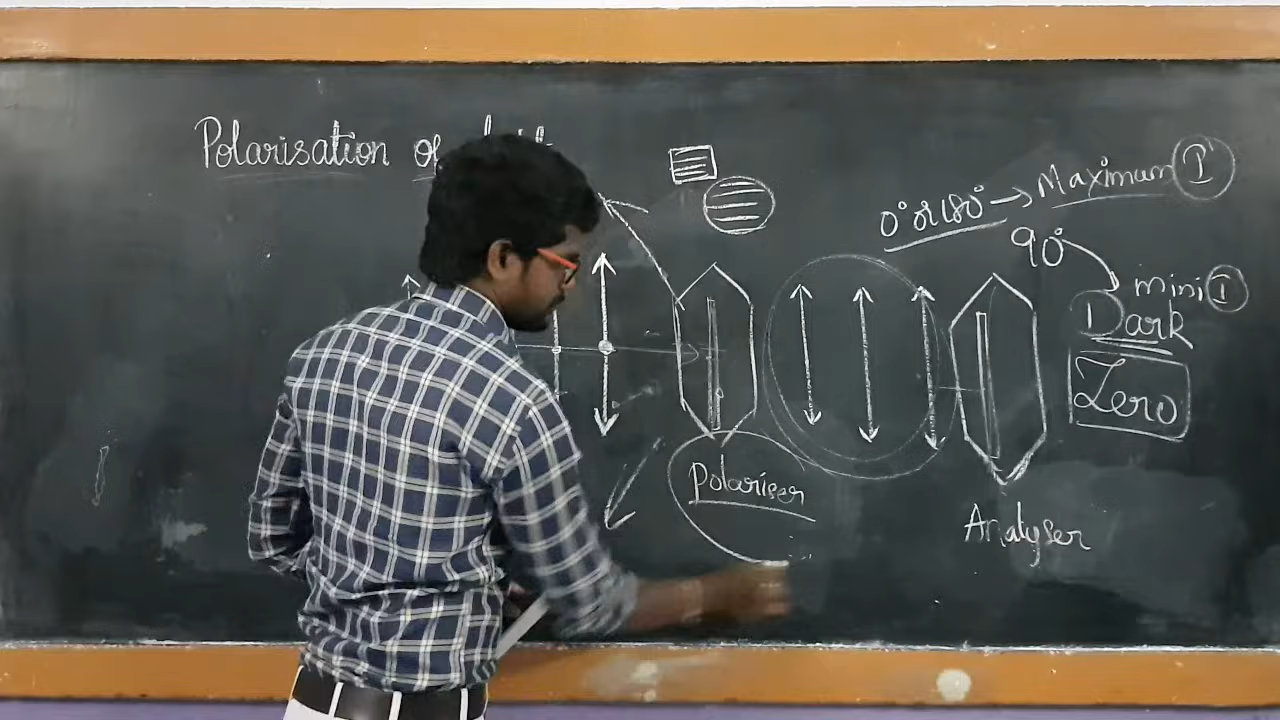 Polarisation of
0° or 180° → Maximum I
90°
mini I
Dark
Zero
Polariser
Analyser